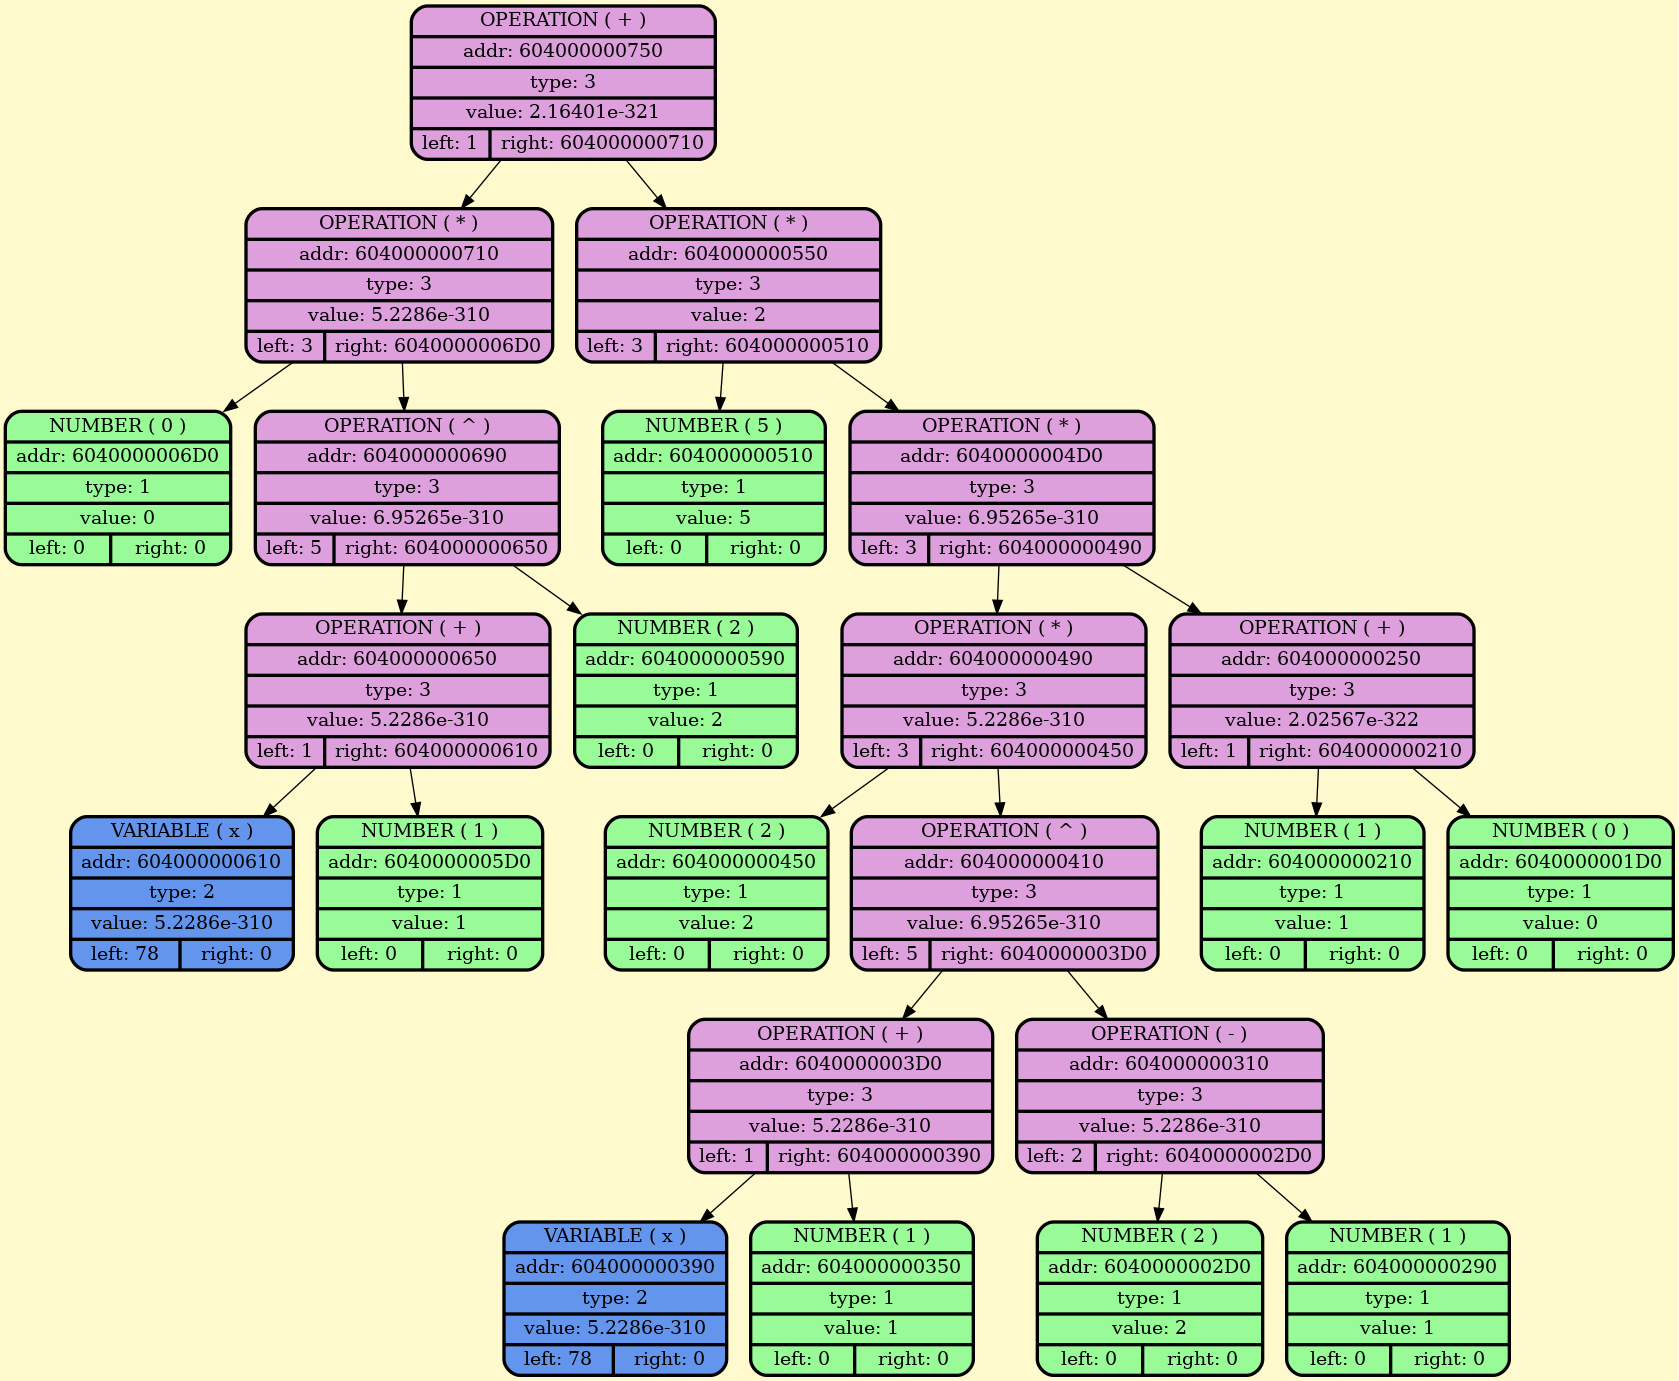 OPERATION ( + )
addr: 604000000750
type: 3
value: 2.16401e-321
left: 1 right: 604000000710
OPERATION ( * )
addr: 604000000710
type: 3
value: 5.2286e-310
left: 3 right: 6040000006D0
OPERATION ( * )
addr: 604000000550
type: 3
value: 2
left: 3 right: 604000000510
NUMBER ( 0 )
addr: 6040000006D0
type: 1
value: 0
left: 0 right: 0
OPERATION ( ^ )
addr: 604000000690
type: 3
value: 6.95265e-310
left: 5 right: 604000000650
NUMBER ( 5 )
addr: 604000000510
type: 1
value: 5
left: 0 right: 0
OPERATION ( * )
addr: 6040000004D0
type: 3
value: 6.95265e-310
left: 3 right: 604000000490
OPERATION ( + )
addr: 604000000650
type: 3
value: 5.2286e-310
left: 1 right: 604000000610
NUMBER ( 2 )
addr: 604000000590
type: 1
value: 2
left: 0 right: 0
OPERATION ( * )
addr: 604000000490
type: 3
value: 5.2286e-310
left: 3 right: 604000000450
OPERATION ( + )
addr: 604000000250
type: 3
value: 2.02567e-322
left: 1 right: 604000000210
VARIABLE ( x )
addr: 604000000610
type: 2
value: 5.2286e-310
left: 78 right: 0
NUMBER ( 1 )
addr: 6040000005D0
type: 1
value: 1
left: 0 right: 0
NUMBER ( 2 )
addr: 604000000450
type: 1
value: 2
left: 0 right: 0
OPERATION ( ^ )
addr: 604000000410
type: 3
value: 6.95265e-310
left: 5 right: 6040000003D0
NUMBER ( 1 )
addr: 604000000210
type: 1
value: 1
left: 0 right: 0
NUMBER ( 0 )
addr: 6040000001D0
type: 1
value: 0
left: 0 right: 0
OPERATION ( + )
addr: 6040000003D0
type: 3
value: 5.2286e-310
left: 1 right: 604000000390
OPERATION ( - )
addr: 604000000310
type: 3
value: 5.2286e-310
left: 2 right: 6040000002D0
VARIABLE ( x )
addr: 604000000390
type: 2
value: 5.2286e-310
left: 78 right: 0
NUMBER ( 1 )
addr: 604000000350
type: 1
value: 1
left: 0 right: 0
NUMBER ( 2 )
addr: 6040000002D0
type: 1
value: 2
left: 0 right: 0
NUMBER ( 1 )
addr: 604000000290
type: 1
value: 1
left: 0 right: 0